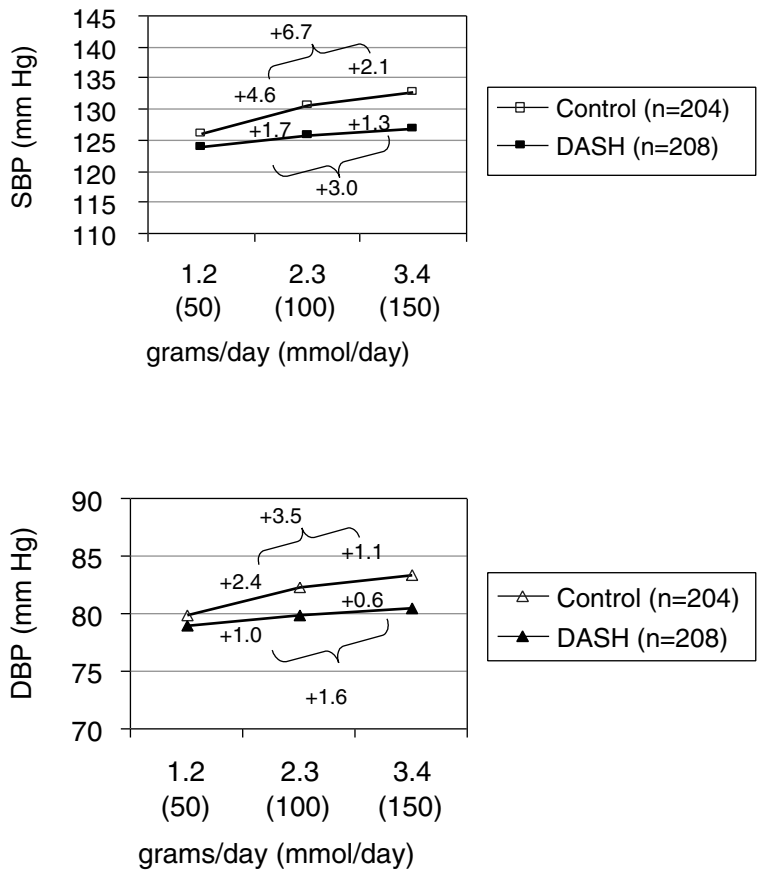 SBP (mm Hg)
145
140
135
130
125
120
115
110
+6.7
+2.1
+4.6
+1.7
+1.3
+3.0
1.2 2.3 3.4
(50) (100) (150)
grams/day (mmol/day)
Control (n=204)
DASH (n=208)
DBP (mm Hg)
90
85
80
75
70
+3.5
+1.1
+2.4
+0.6
+1.0
+1.6
1.2 2.3 3.4
(50) (100) (150)
grams/day (mmol/day)
Control (n=204)
DASH (n=208)